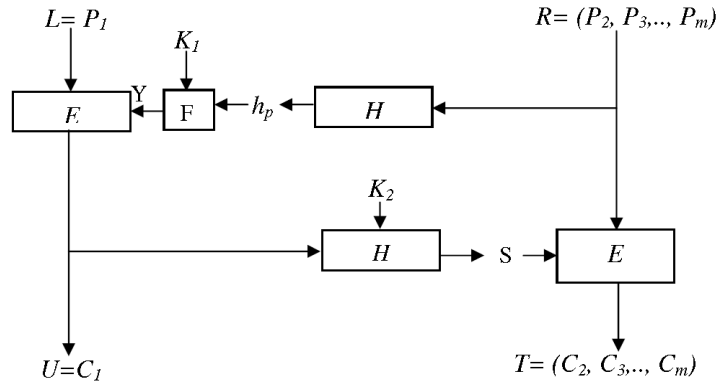 L= P₁
R= (P₂, P₃,.., Pₘ)
K₁
E
Y
F
hₚ
H
K₂
H
S
E
U=C₁
T= (C₂, C₃,.., Cₘ)